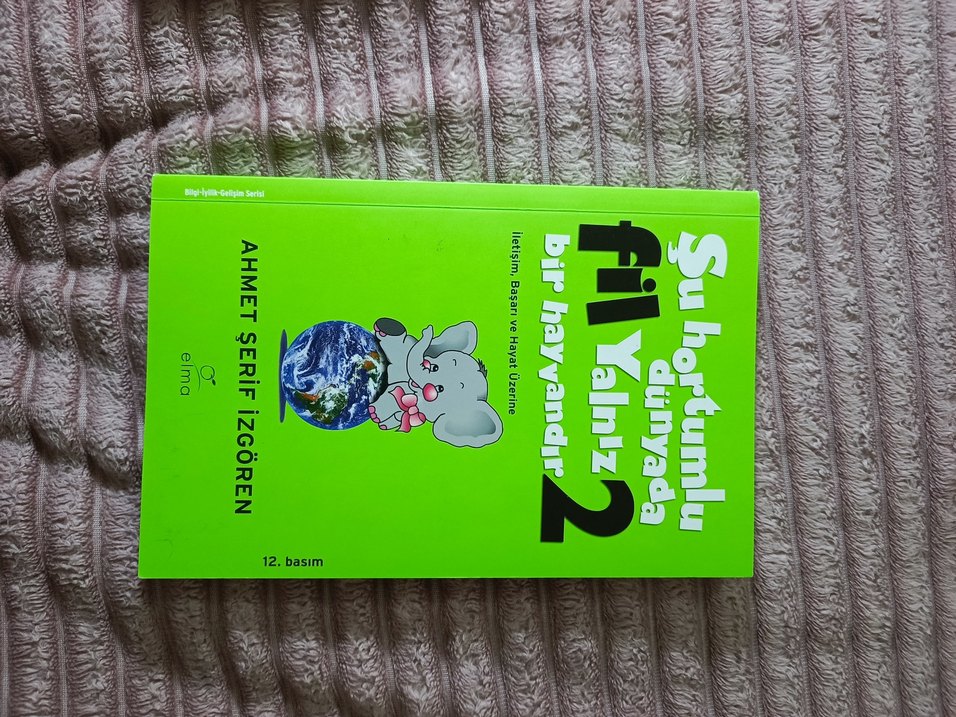 Bilgi-İyilik-Gelişim Serisi
Şu hortumlu
dünyada
fil Yalnız 2
bir hayvandır
İletişim, Başarı ve Hayat Üzerine
12. basım
AHMET ŞERİF İZGÖREN
elma